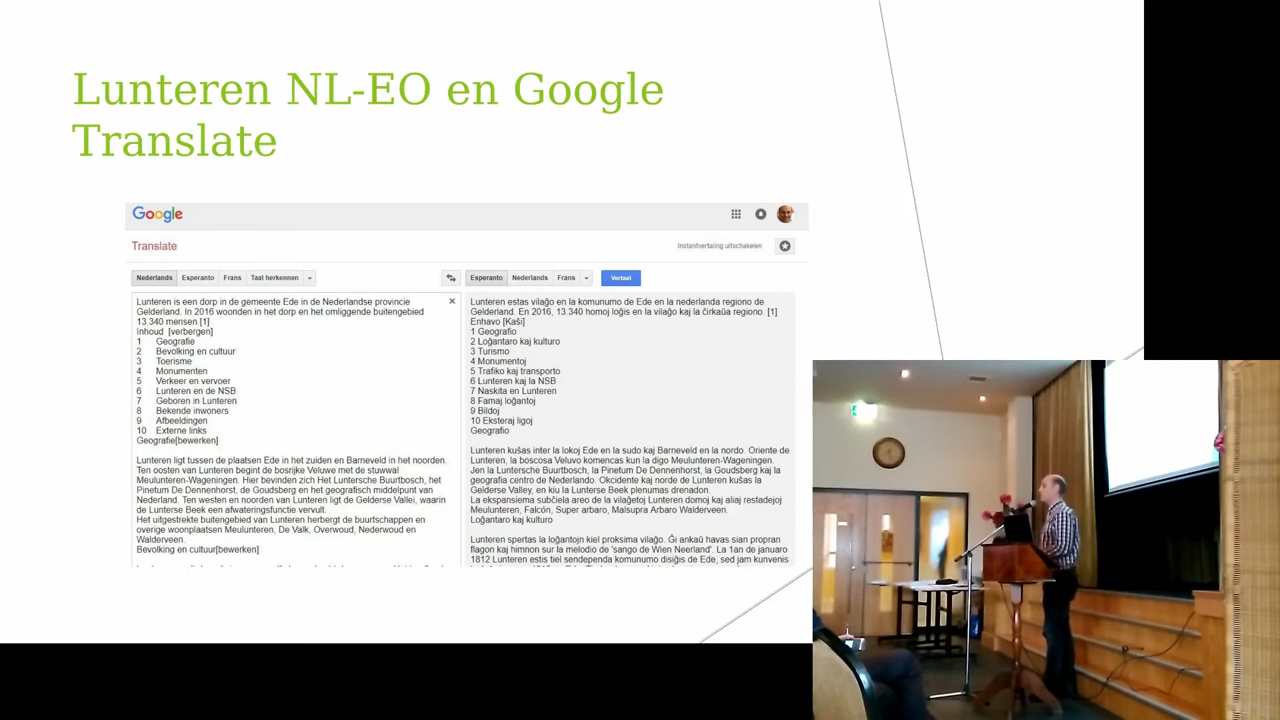 Lunteren NL-EO en Google
Translate
Google
Translate
Instantvertaling uitschakelen
Nederlands Esperanto Frans Taal herkennen
Esperanto Nederlands Frans Vertaal
Lunteren is een dorp in de gemeente Ede in de Nederlandse provincie
Gelderland. In 2016 woonden in het dorp en het omliggende buitengebied
13.340 mensen.[1]
Inhoud [verbergen]
1 Geografie
2 Bevolking en cultuur
3 Toerisme
4 Monumenten
5 Verkeer en vervoer
6 Lunteren en de NSB
7 Geboren in Lunteren
8 Bekende inwoners
9 Afbeeldingen
10 Externe links
Geografie[bewerken]
Lunteren ligt tussen de plaatsen Ede in het zuiden en Barneveld in het noorden.
Ten oosten van Lunteren begint de bosrijke Veluwe met de stuwwal
Meulunteren-Wageningen. Hier bevinden zich Het Luntersche Buurtbosch, het
Pinetum De Dennenhorst, de Goudsberg en het geografisch middelpunt van
Nederland. Ten westen en noorden van Lunteren ligt de Gelderse Vallei, waarin
de Lunterse Beek een afwateringsfunctie vervult.
Het uitgestrekte buitengebied van Lunteren herbergt de buurtschappen en
overige woonplaatsen Meulunteren, De Valk, Overwoud, Nederwoud en
Walderveen.
Bevolking en cultuur[bewerken]
Lunteren estas vilaĝo en la komunumo de Ede en la nederlanda regiono de
Gelderland. En 2016, 13.340 homoj loĝis en la vilaĝo kaj la ĉirkaŭa regiono. [1]
Enhavo [Kaŝi]
1 Geografio
2 Loĝantaro kaj kulturo
3 Turismo
4 Monumentoj
5 Trafiko kaj transporto
6 Lunteren kaj la NSB
7 Naskita en Lunteren
8 Famaj loĝantoj
9 Bildoj
10 Eksteraj ligoj
Geografio
Lunteren kuŝas inter la lokoj Ede en la sudo kaj Barneveld en la nordo. Oriente de
Lunteren, la boscosa Veluvo komencas kun la digo Meulunteren-Wageningen.
Jen la Luntersche Buurtbosch, la Pinetum De Dennenhorst, la Goudsberg kaj la
geografia centro de Nederlando. Okcidente kaj norde de Lunteren kuŝas la
Gelderse Valley, en kiu la Lunterse Beek plenumas drenadon.
La ekspansiema subĉiela areo de la vilaĝetoj Lunteren domoj kaj aliaj restadejoj
Meulunteren, Falcón, Super arbaro, Malsupra Arbaro Walderveen.
Loĝantaro kaj kulturo
Lunteren spertas la loĝantojn kiel proksima vilaĝo. Ĝi ankaŭ havas sian propran
flagon kaj himnon sur la melodio de 'sango de Wien Neerland'. La 1an de januaro
1812 Lunteren estis tiel sendependa komunumo disiĝis de Ede, sed jam kunvenis